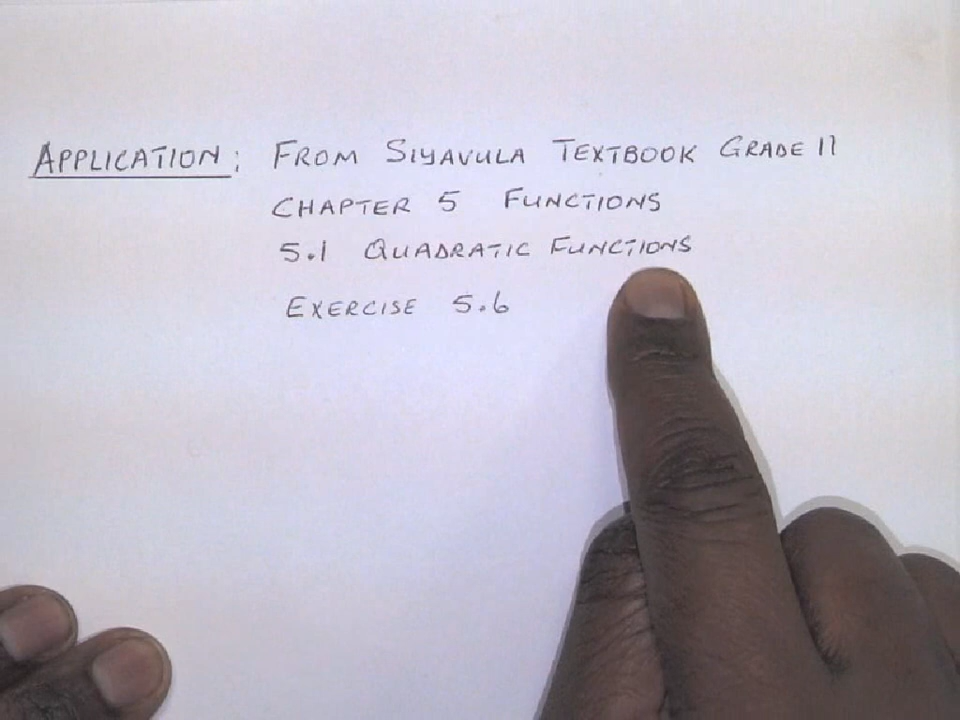 APPLICATION: FROM SIYAVULA TEXTBOOK GRADE 11
CHAPTER 5 FUNCTIONS
5.1 QUADRATIC FUNCTIONS
EXERCISE 5.6